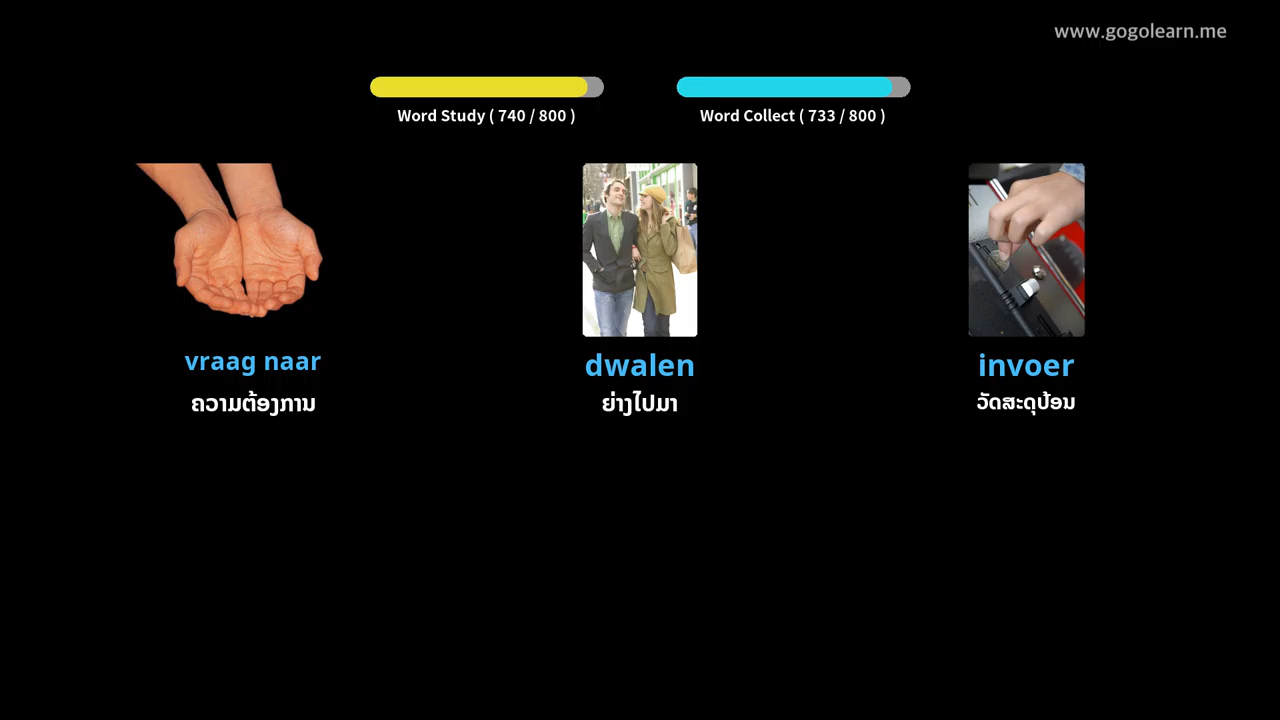 www.gogolearn.me
Word Study ( 740 / 800 )
Word Collect ( 733 / 800 )
vraag naar
dwalen
invoer
ຄວາມຕ້ອງການ
ຍ່າງໄປມາ
ວັດສະດຸປ້ອນ